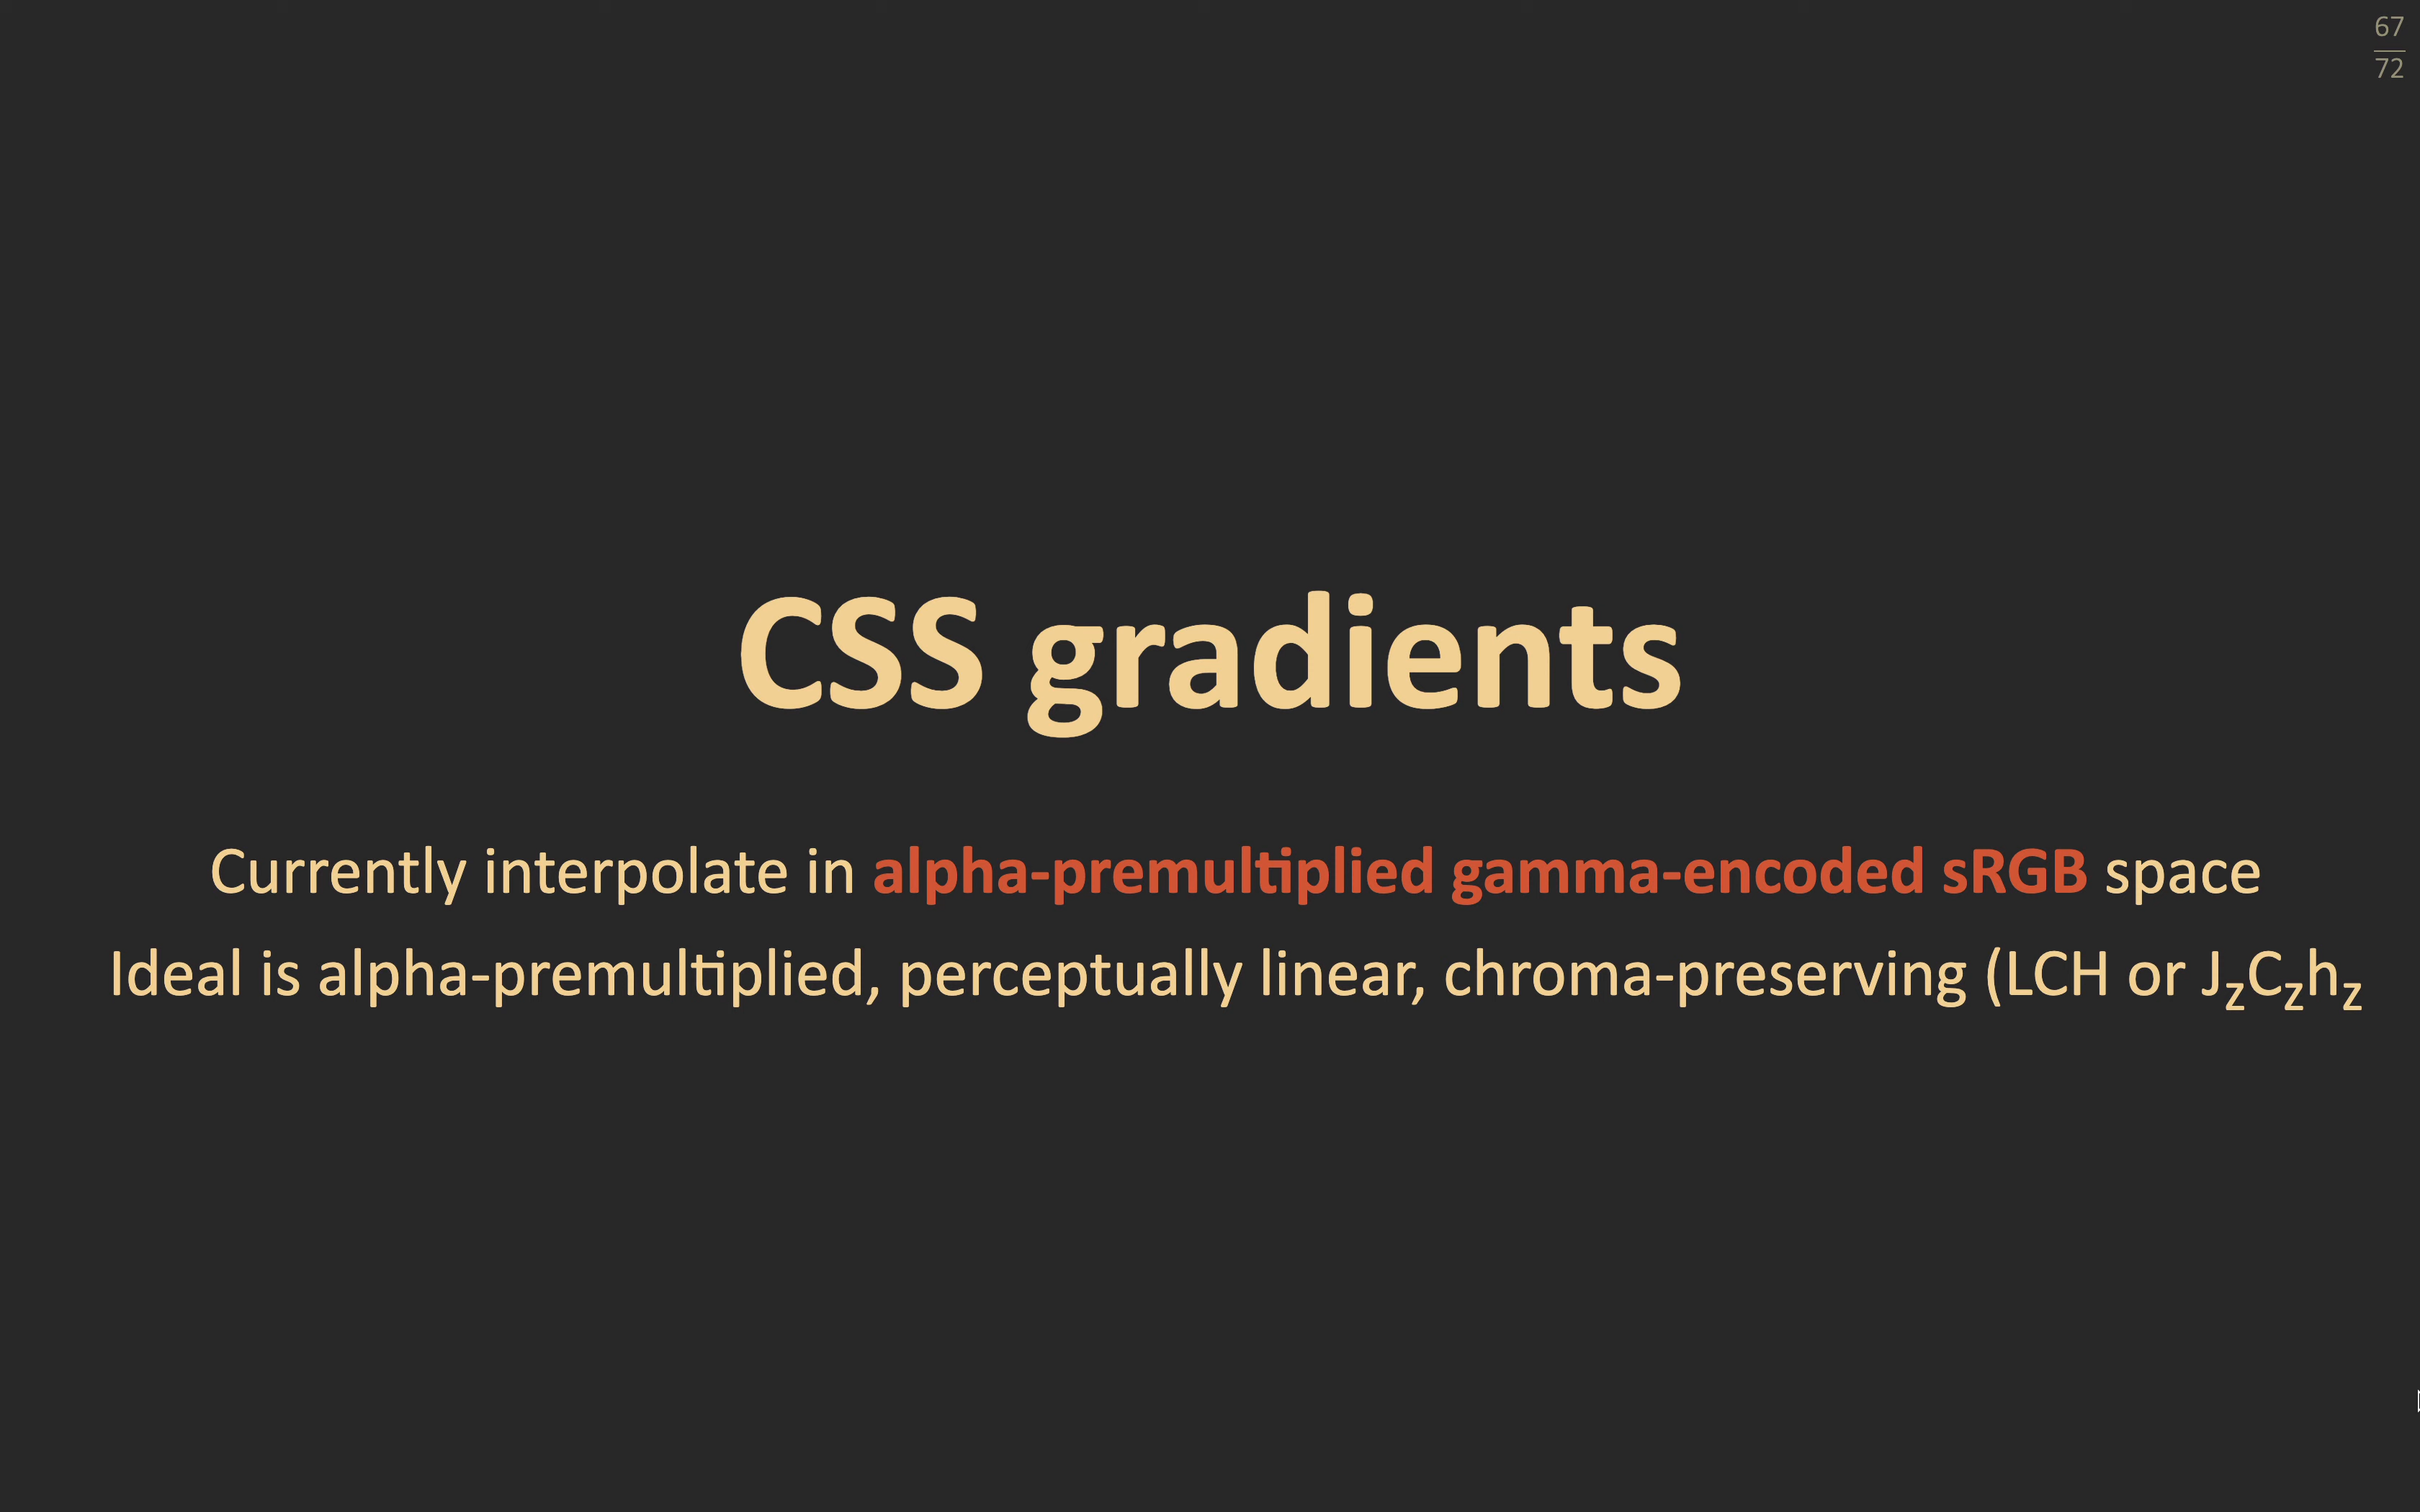 67
72
CSS gradients
Currently interpolate in alpha-premultiplied gamma-encoded sRGB space
Ideal is alpha-premultiplied, perceptually linear, chroma-preserving (LCH or JzCzhz